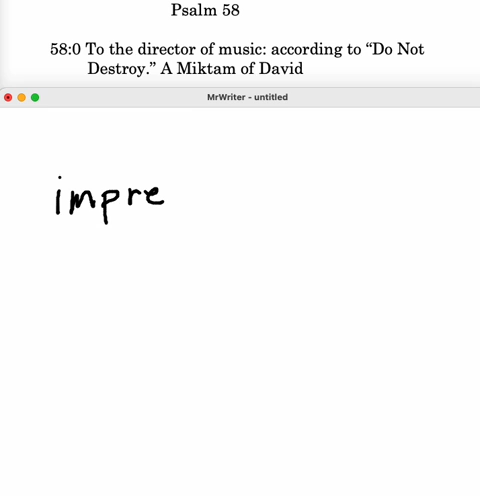 Psalm 58
58:0 To the director of music: according to “Do Not
Destroy.” A Miktam of David
MrWriter - untitled
impre